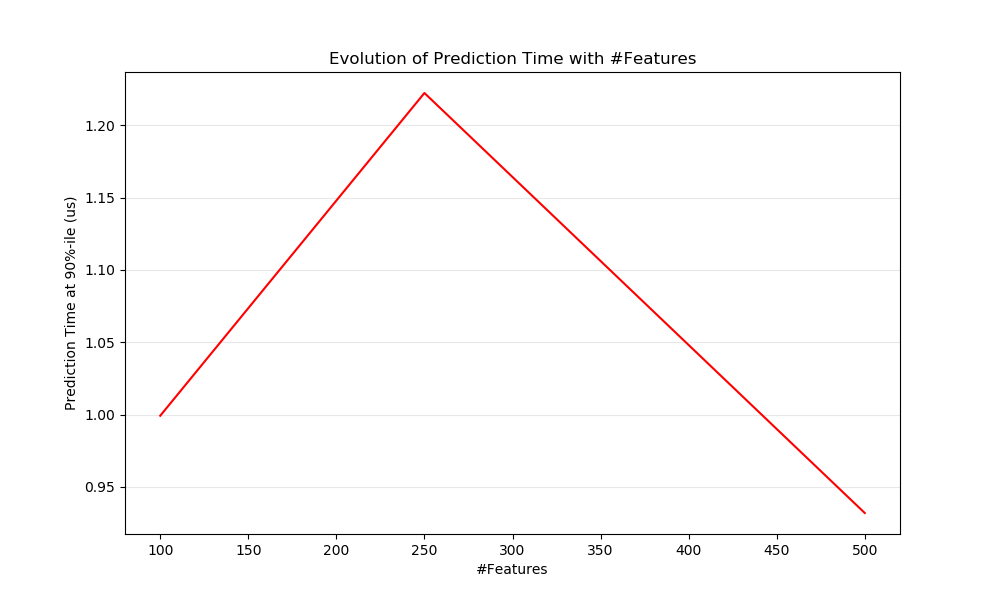 Evolution of Prediction Time with #Features
Prediction Time at 90%-ile (us)
1.20
1.15
1.10
1.05
1.00
0.95
100 150 200 250 300 350 400 450 500
#Features